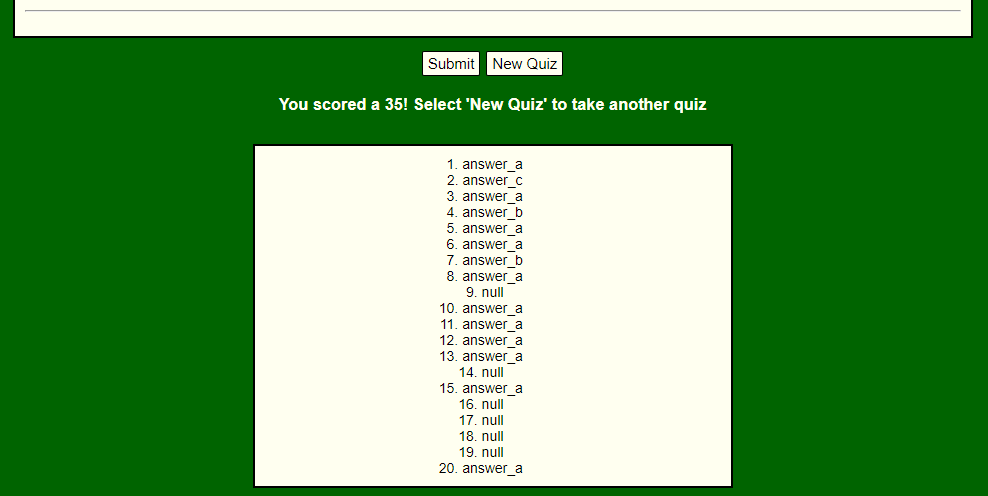 Submit New Quiz
You scored a 35! Select 'New Quiz' to take another quiz
1. answer_a
2. answer_c
3. answer_a
4. answer_b
5. answer_a
6. answer_a
7. answer_b
8. answer_a
9. null
10. answer_a
11. answer_a
12. answer_a
13. answer_a
14. null
15. answer_a
16. null
17. null
18. null
19. null
20. answer_a